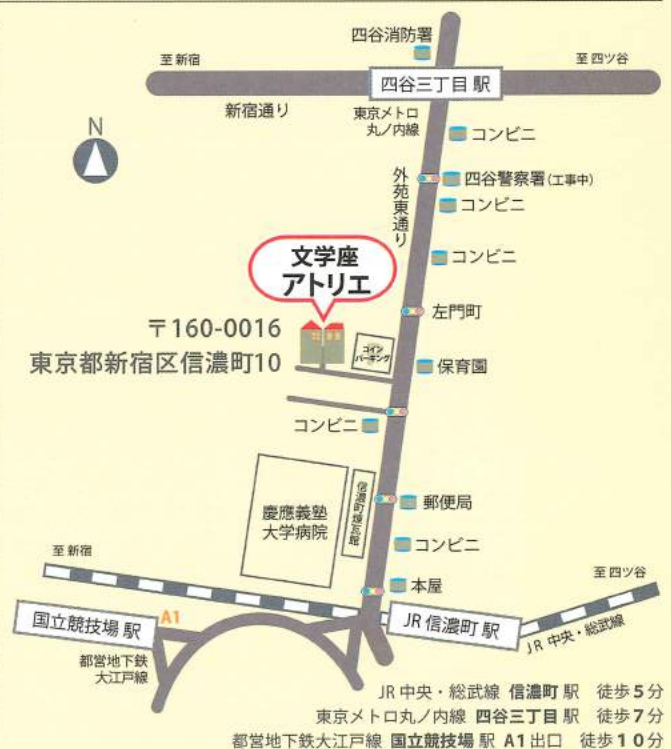 四谷消防署
至 新宿
至 四ツ谷
四谷三丁目 駅
新宿通り
東京メトロ
丸ノ内線
コンビニ
N
外苑東通り
四谷警察署(工事中)
コンビニ
コンビニ
文学座
アトリエ
左門町
〒160-0016
東京都新宿区信濃町10
コイン
パーキング
保育園
コンビニ
慶應義塾
大学病院
信濃町煉瓦館
郵便局
コンビニ
至 新宿
本屋
至 四ツ谷
国立競技場 駅
A1
JR 信濃町 駅
JR 中央・総武線
都営地下鉄
大江戸線
JR 中央・総武線 信濃町 駅 徒歩 5 分
東京メトロ丸ノ内線 四谷三丁目 駅 徒歩 7 分
都営地下鉄大江戸線 国立競技場 駅 A1 出口 徒歩 1 0 分